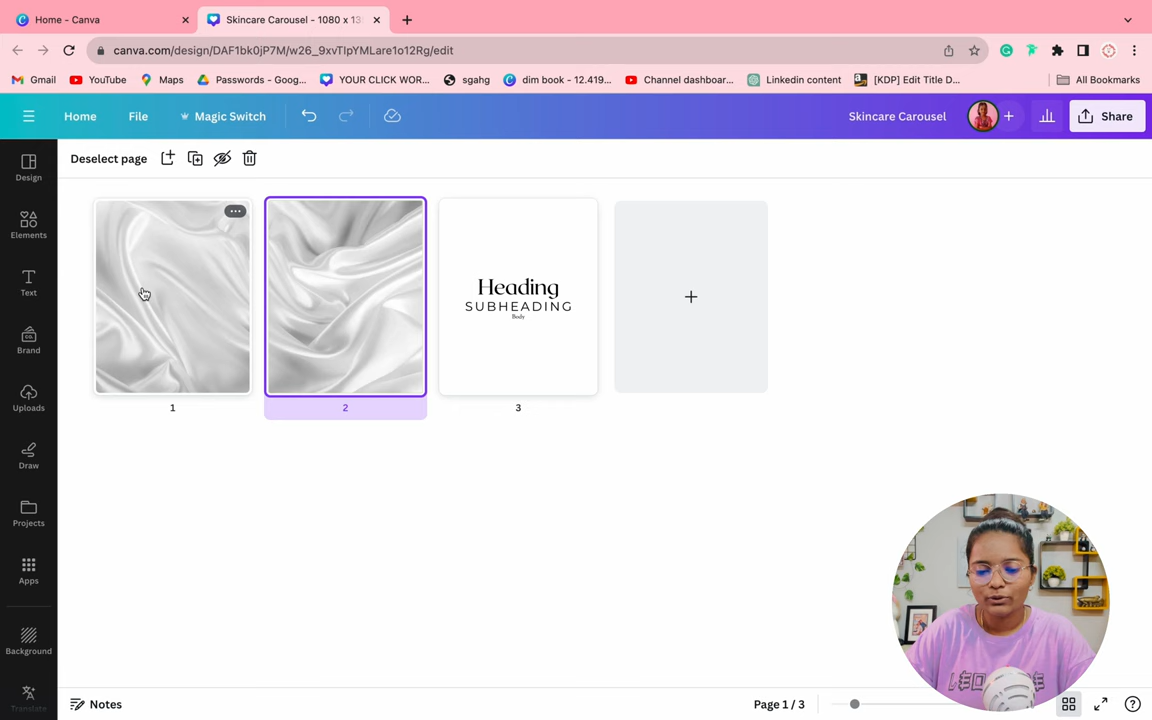 Home - Canva
Skincare Carousel - 1080 x 13
canva.com/design/DAF1bk0jP7M/w26_9xvTIpYMLare1o12Rg/edit
Gmail
YouTube
Maps
Passwords - Goog...
YOUR CLICK WOR...
sgahg
dim book - 12.419...
Channel dashboar...
Linkedin content
[KDP] Edit Title D...
All Bookmarks
Home
File
Magic Switch
Skincare Carousel
Share
Design
Elements
Text
Brand
Uploads
Draw
Projects
Apps
Background
Translate
Deselect page
Heading
SUBHEADING
Body
1
2
3
Notes
Page 1 / 3